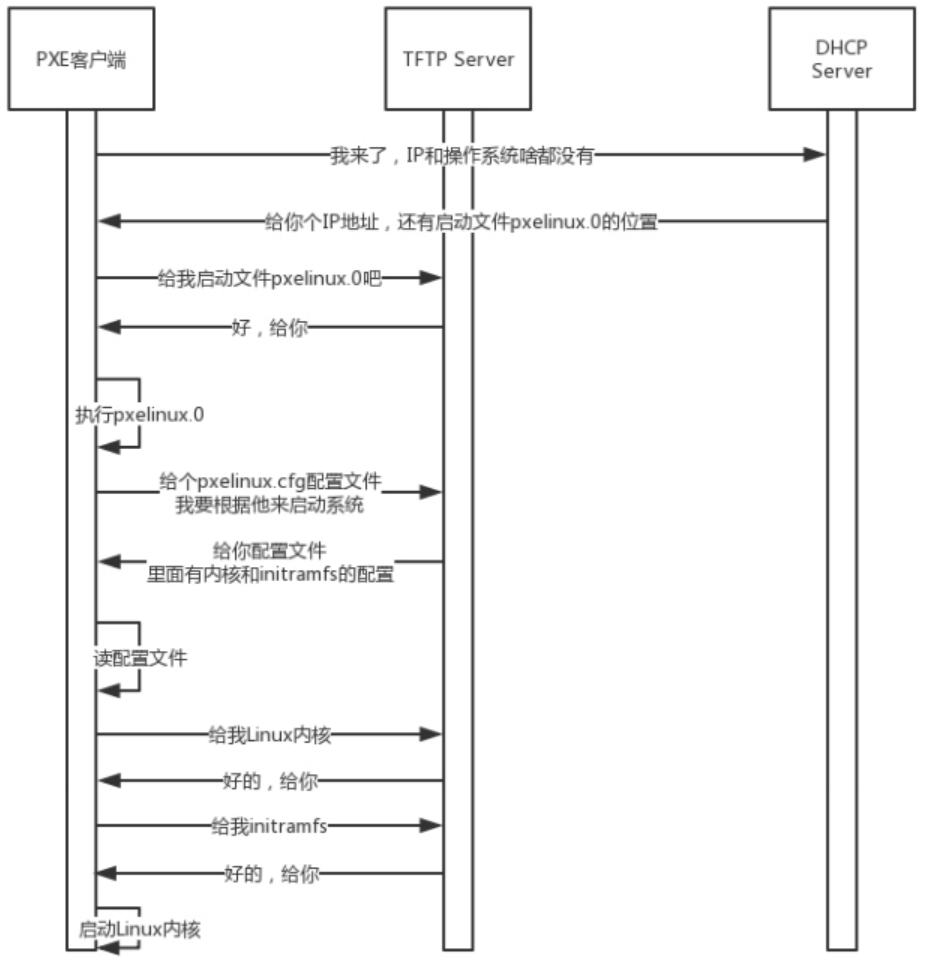 PXE客户端
TFTP Server
DHCP
Server
我来了，IP和操作系统啥都没有
给你个IP地址，还有启动文件pxelinux.0的位置
给我启动文件pxelinux.0吧
好，给你
执行pxelinux.0
给个pxelinux.cfg配置文件
我要根据他来启动系统
给你配置文件
里面有内核和initramfs的配置
读配置文件
给我Linux内核
好的，给你
给我initramfs
好的，给你
启动Linux内核